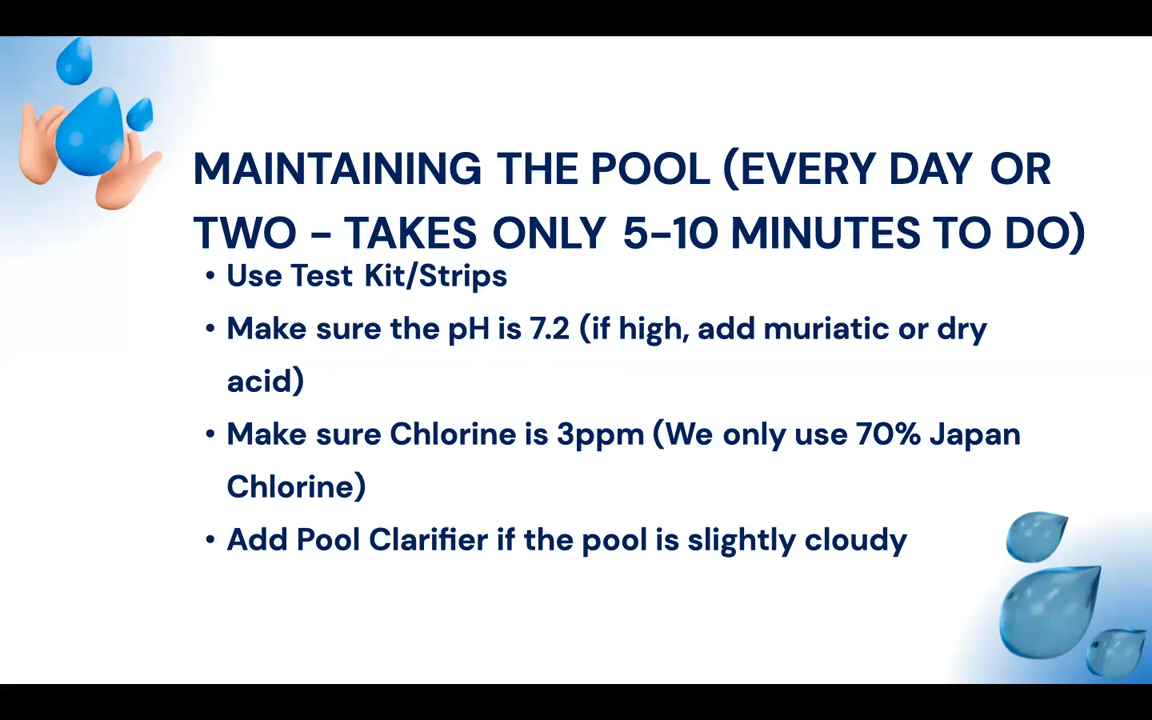 MAINTAINING THE POOL (EVERY DAY OR
TWO – TAKES ONLY 5-10 MINUTES TO DO)
• Use Test Kit/Strips
• Make sure the pH is 7.2 (if high, add muriatic or dry
acid)
• Make sure Chlorine is 3ppm (We only use 70% Japan
Chlorine)
• Add Pool Clarifier if the pool is slightly cloudy